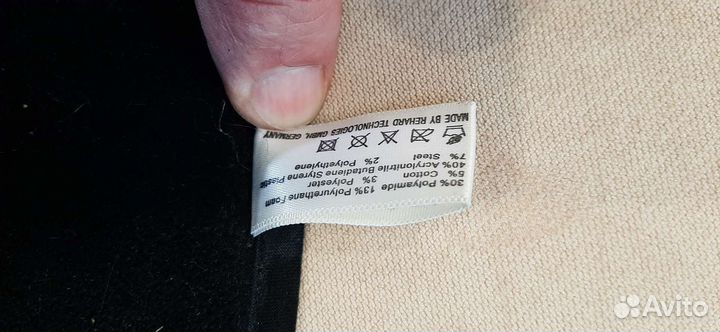 30% Polyamide 13% Polyurethane Foam
5% Cotton 3% Polyester
40% Acrylonitrile Butadiene Styrene Plastic
7% Steel 2% Polyethylene
MADE BY REHARD TECHNOLOGIES GMBH, GERMANY
Avito